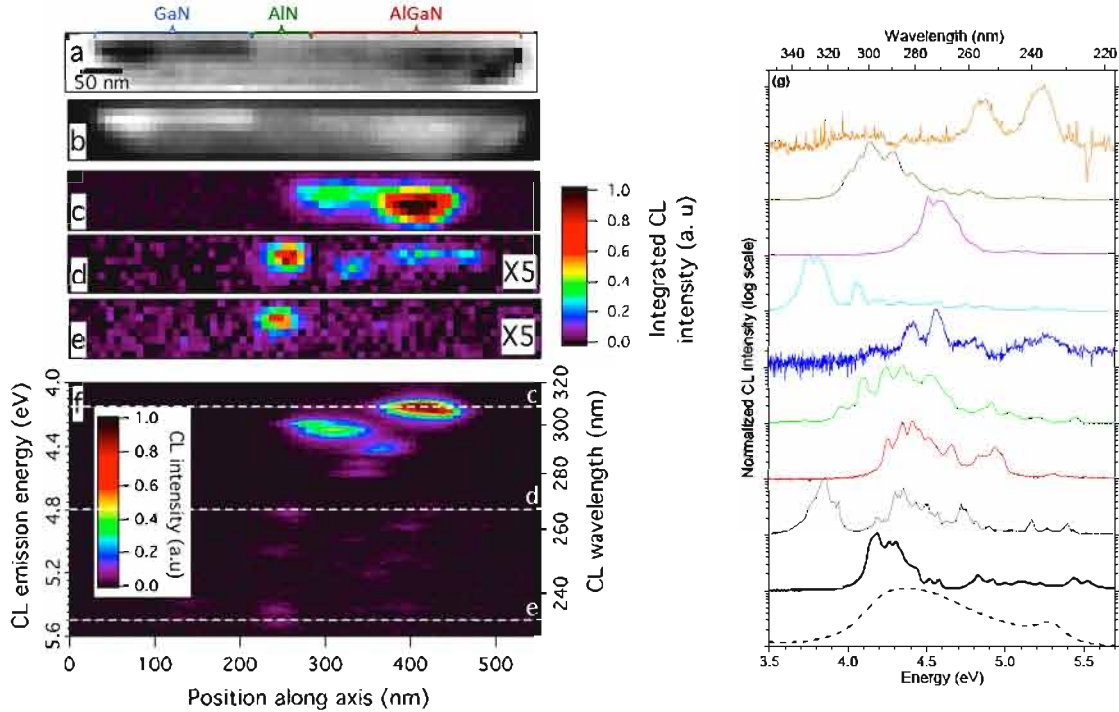 GaN AlN AlGaN
a
50 nm
b
c
d X5
e X5
1.0
0.8
0.6
0.4
0.2
0.0
Integrated CL
intensity (a. u)
f
c
d
e
4.0
4.4
4.8
5.2
5.6
CL emission energy (eV)
1.0
0.8
0.6
0.4
0.2
0.0
CL intensity (a.u)
320
300
280
260
240
CL wavelength (nm)
0 100 200 300 400 500
Position along axis (nm)
Wavelength (nm)
340 320 300 280 260 240 220
(g)
Normalized CL Intensity (log scale)
3.5 4.0 4.5 5.0 5.5
Energy (eV)